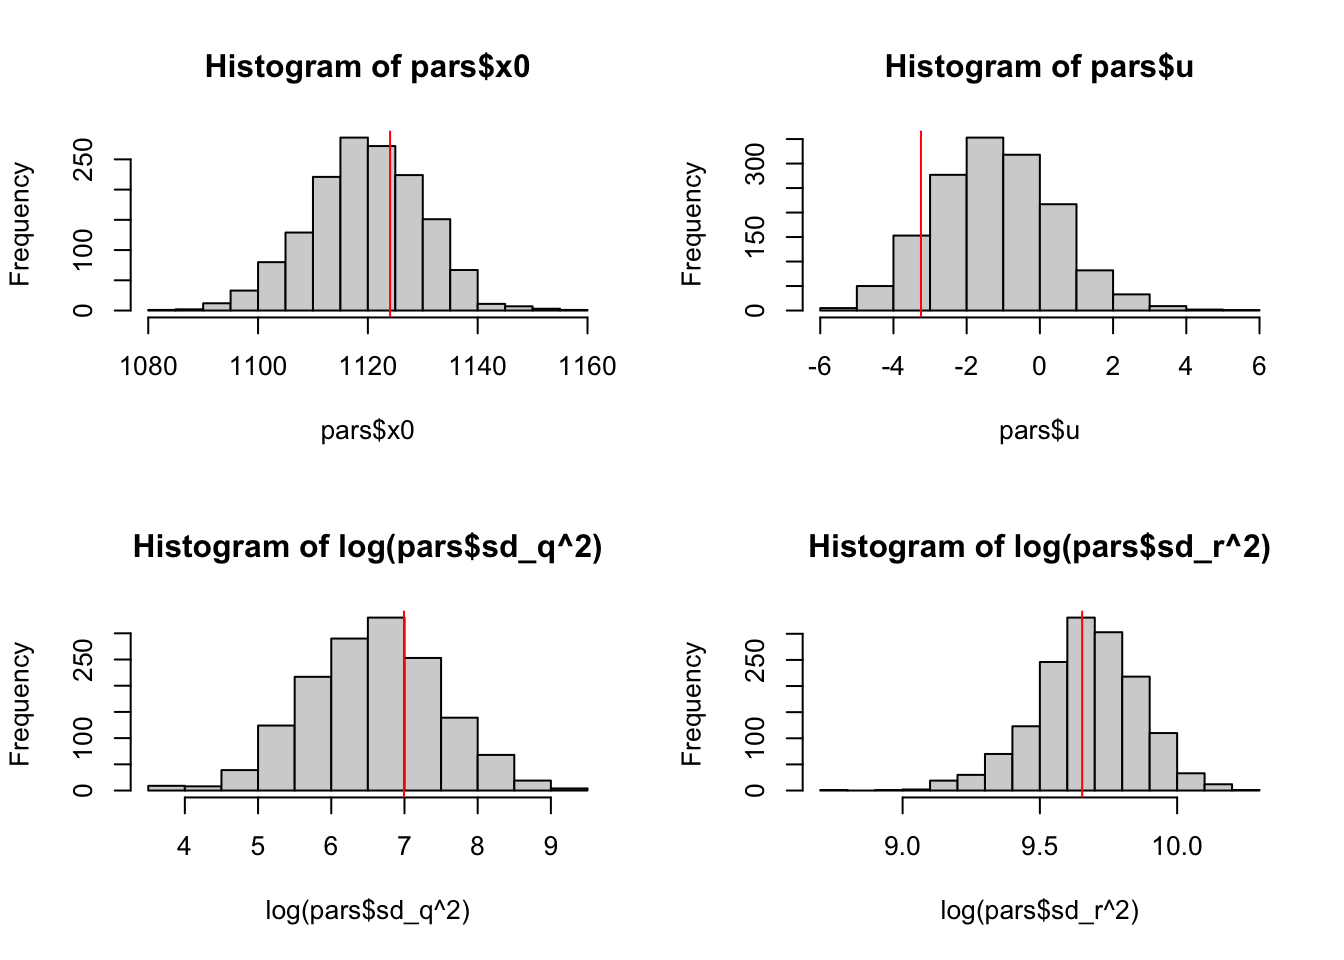 Histogram of pars$x0
Frequency
0 100 250
1080 1100 1120 1140 1160
pars$x0
Histogram of pars$u
Frequency
0 150 300
-6 -4 -2 0 2 4 6
pars$u
Histogram of log(pars$sd_q^2)
Frequency
0 100 250
4 5 6 7 8 9
log(pars$sd_q^2)
Histogram of log(pars$sd_r^2)
Frequency
0 100 250
9.0 9.5 10.0
log(pars$sd_r^2)